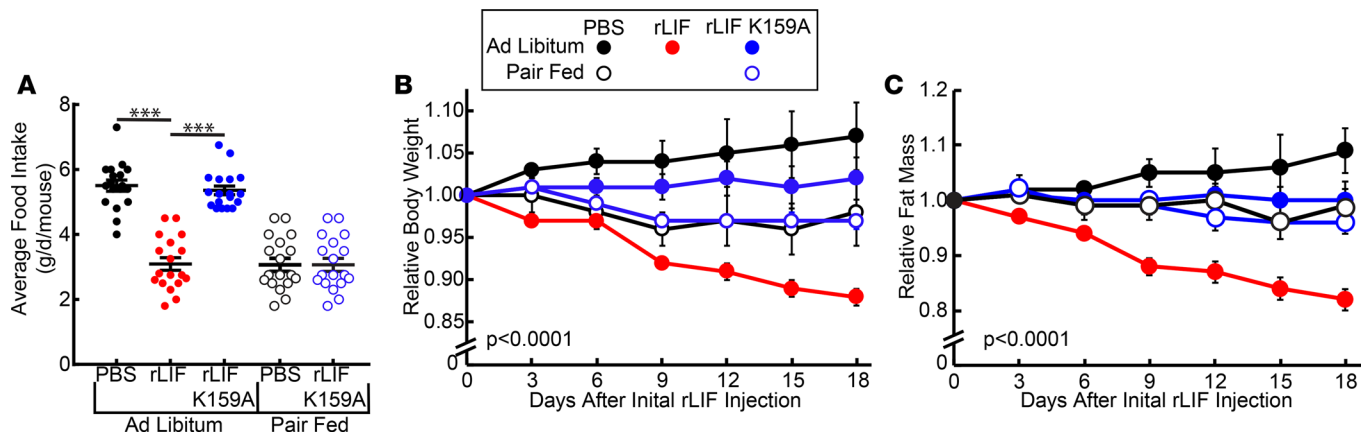 PBS rLIF rLIF K159A
Ad Libitum
Pair Fed
A
Average Food Intake
(g/d/mouse)
8
6
4
2
0
*** ***
PBS rLIF rLIF PBS rLIF
K159A K159A
Ad Libitum Pair Fed
B
Relative Body Weight
1.10
1.05
1.00
0.95
0.90
0.85
0
p<0.0001
0 3 6 9 12 15 18
Days After Inital rLIF Injection
C
Relative Fat Mass
1.2
1.1
1.0
0.9
0.8
0
p<0.0001
0 3 6 9 12 15 18
Days After Inital rLIF Injection